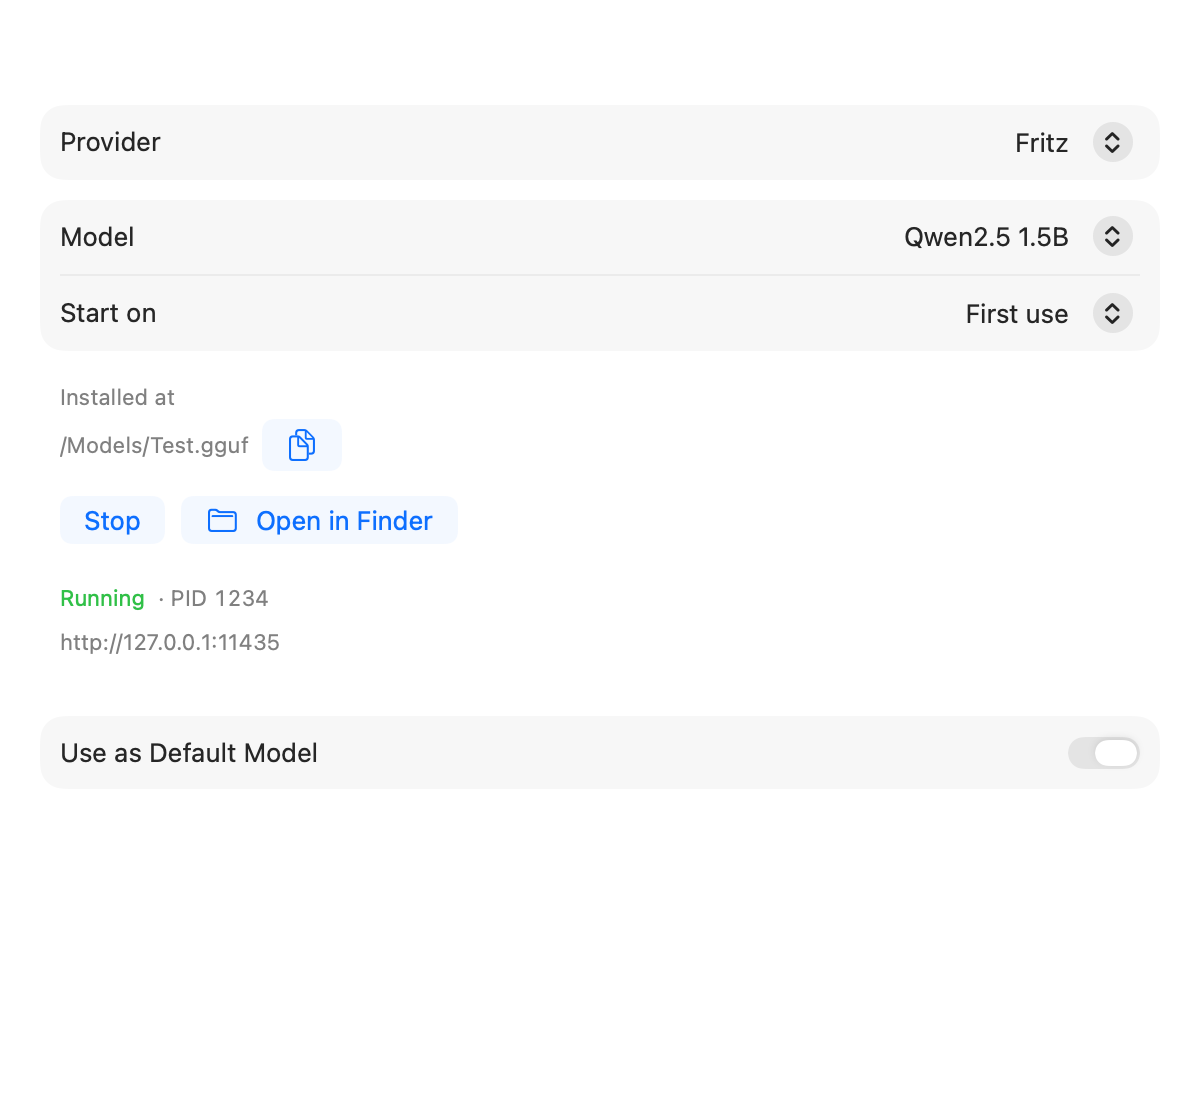 Provider Fritz
Model Qwen2.5 1.5B
Start on First use
Installed at
/Models/Test.gguf
Stop Open in Finder
Running · PID 1234
http://127.0.0.1:11435
Use as Default Model